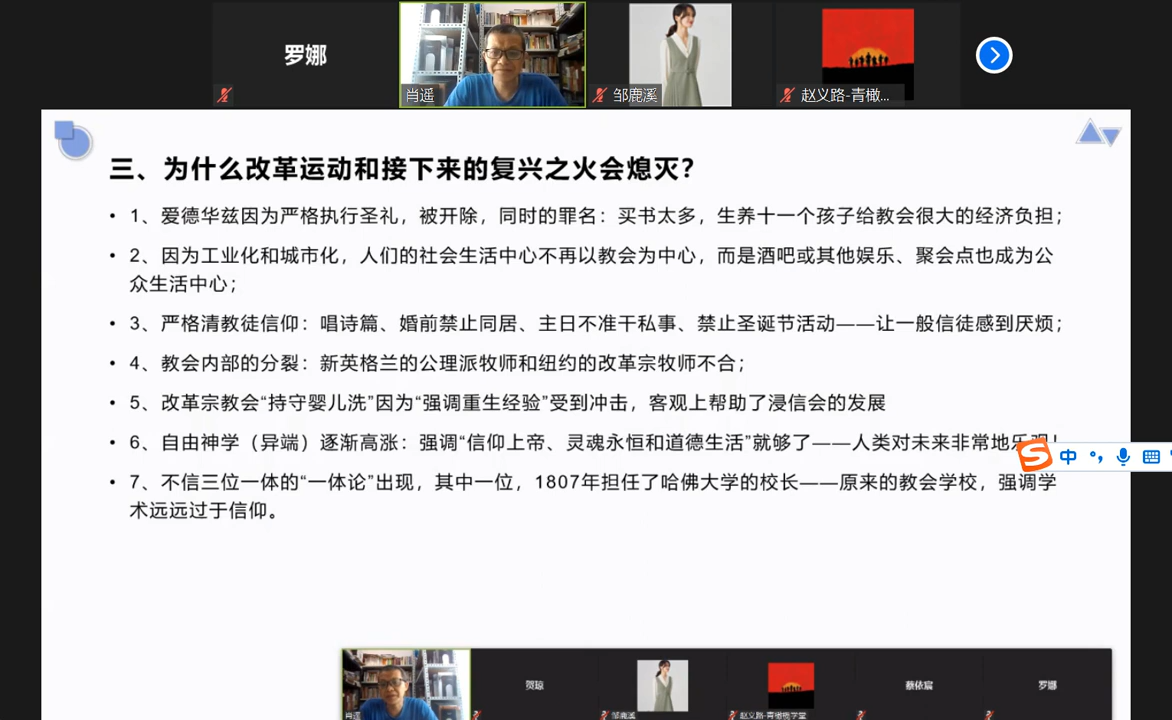 罗娜
肖遥
邹鹿溪
赵义路-青橄...
三、为什么改革运动和接下来的复兴之火会熄灭？
• 1、爱德华兹因为严格执行圣礼，被开除，同时的罪名：买书太多，生养十一个孩子给教会很大的经济负担；
• 2、因为工业化和城市化，人们的社会生活中心不再以教会为中心，而是酒吧或其他娱乐、聚会点也成为公
众生活中心；
• 3、严格清教徒信仰：唱诗篇、婚前禁止同居、主日不准干私事、禁止圣诞节活动——让一般信徒感到厌烦；
• 4、教会内部的分裂：新英格兰的公理派牧师和纽约的改革宗牧师不合；
• 5、改革宗教会“持守婴儿洗”因为“强调重生经验”受到冲击，客观上帮助了浸信会的发展
• 6、自由神学（异端）逐渐高涨：强调“信仰上帝、灵魂永恒和道德生活”就够了——人类对未来非常地乐观！
中
• 7、不信三位一体的“一体论”出现，其中一位，1807年担任了哈佛大学的校长——原来的教会学校，强调学
术远远过于信仰。
肖遥
贺琼
邹鹿溪
赵义路-青橄榄学堂
蔡依宸
罗娜